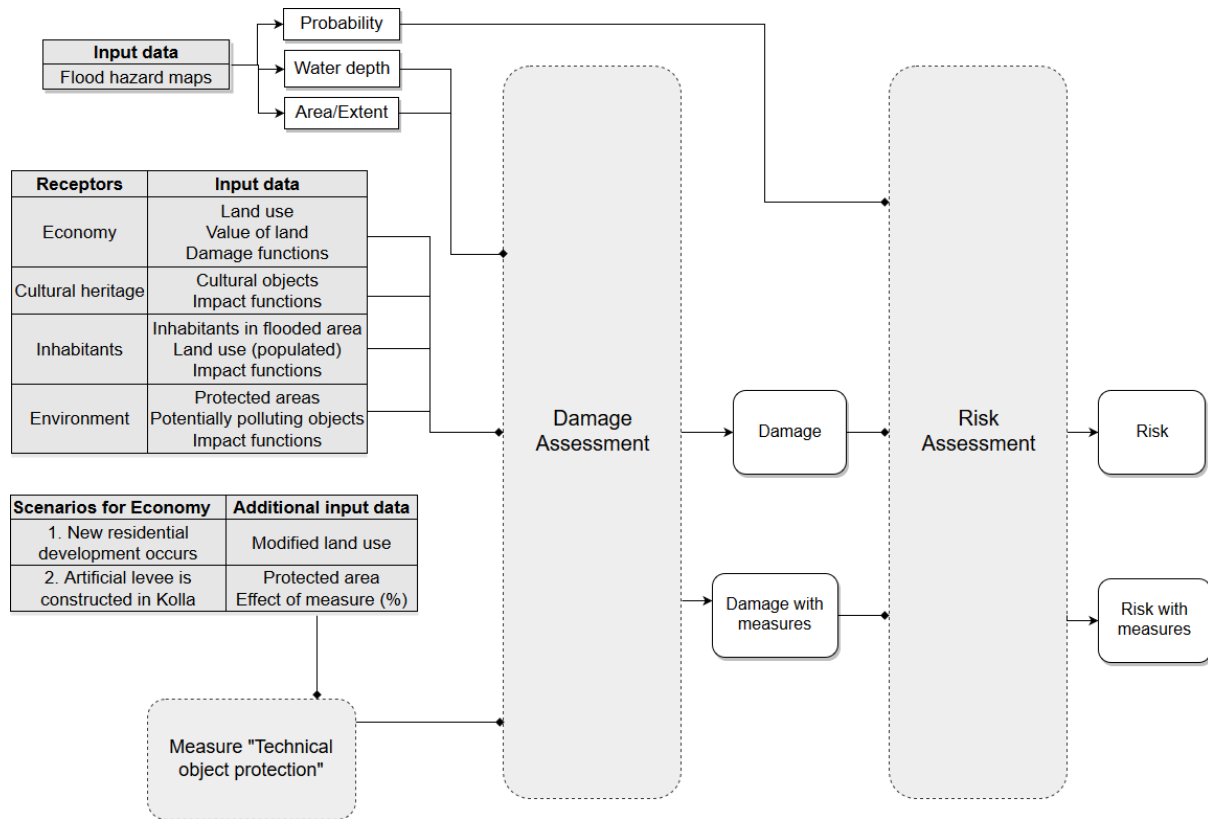 Probability
Input data
Flood hazard maps
Water depth
Area/Extent
Receptors Input data
Economy
Land use
Value of land
Damage functions
Cultural heritage
Cultural objects
Impact functions
Inhabitants
Inhabitants in flooded area
Land use (populated)
Impact functions
Environment
Protected areas
Potentially polluting objects
Impact functions
Damage
Assessment
Damage
Risk
Assessment
Risk
Scenarios for Economy Additional input data
1. New residential
development occurs
Modified land use
2. Artificial levee is
constructed in Kolla
Protected area
Effect of measure (%)
Damage with
measures
Risk with
measures
Measure "Technical
object protection"